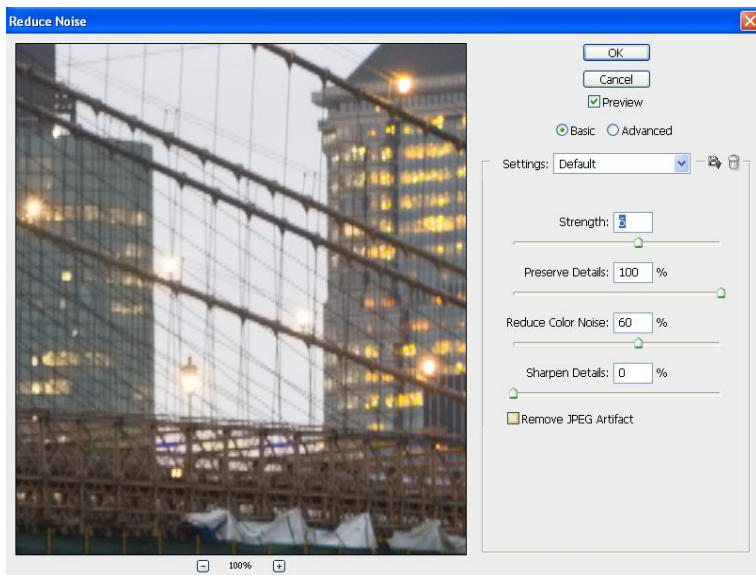 Reduce Noise
OK
Cancel
Preview
Basic Advanced
Settings: Default
Strength: 6
Preserve Details: 100 %
Reduce Color Noise: 60 %
Sharpen Details: 0 %
Remove JPEG Artifact
100%